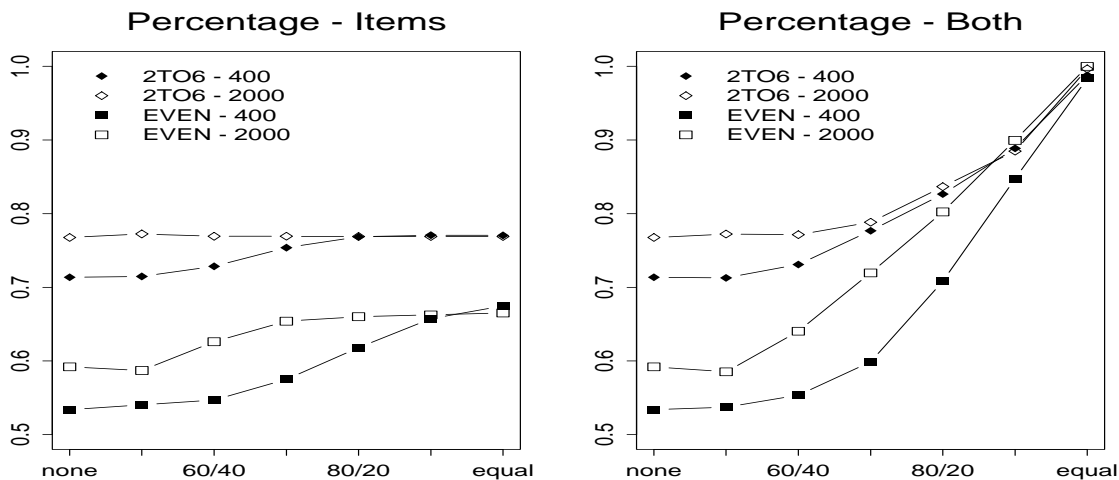 Percentage - Items
2TO6 - 400
2TO6 - 2000
EVEN - 400
EVEN - 2000
1.0
0.9
0.8
0.7
0.6
0.5
none
60/40
80/20
equal
Percentage - Both
2TO6 - 400
2TO6 - 2000
EVEN - 400
EVEN - 2000
1.0
0.9
0.8
0.7
0.6
0.5
none
60/40
80/20
equal